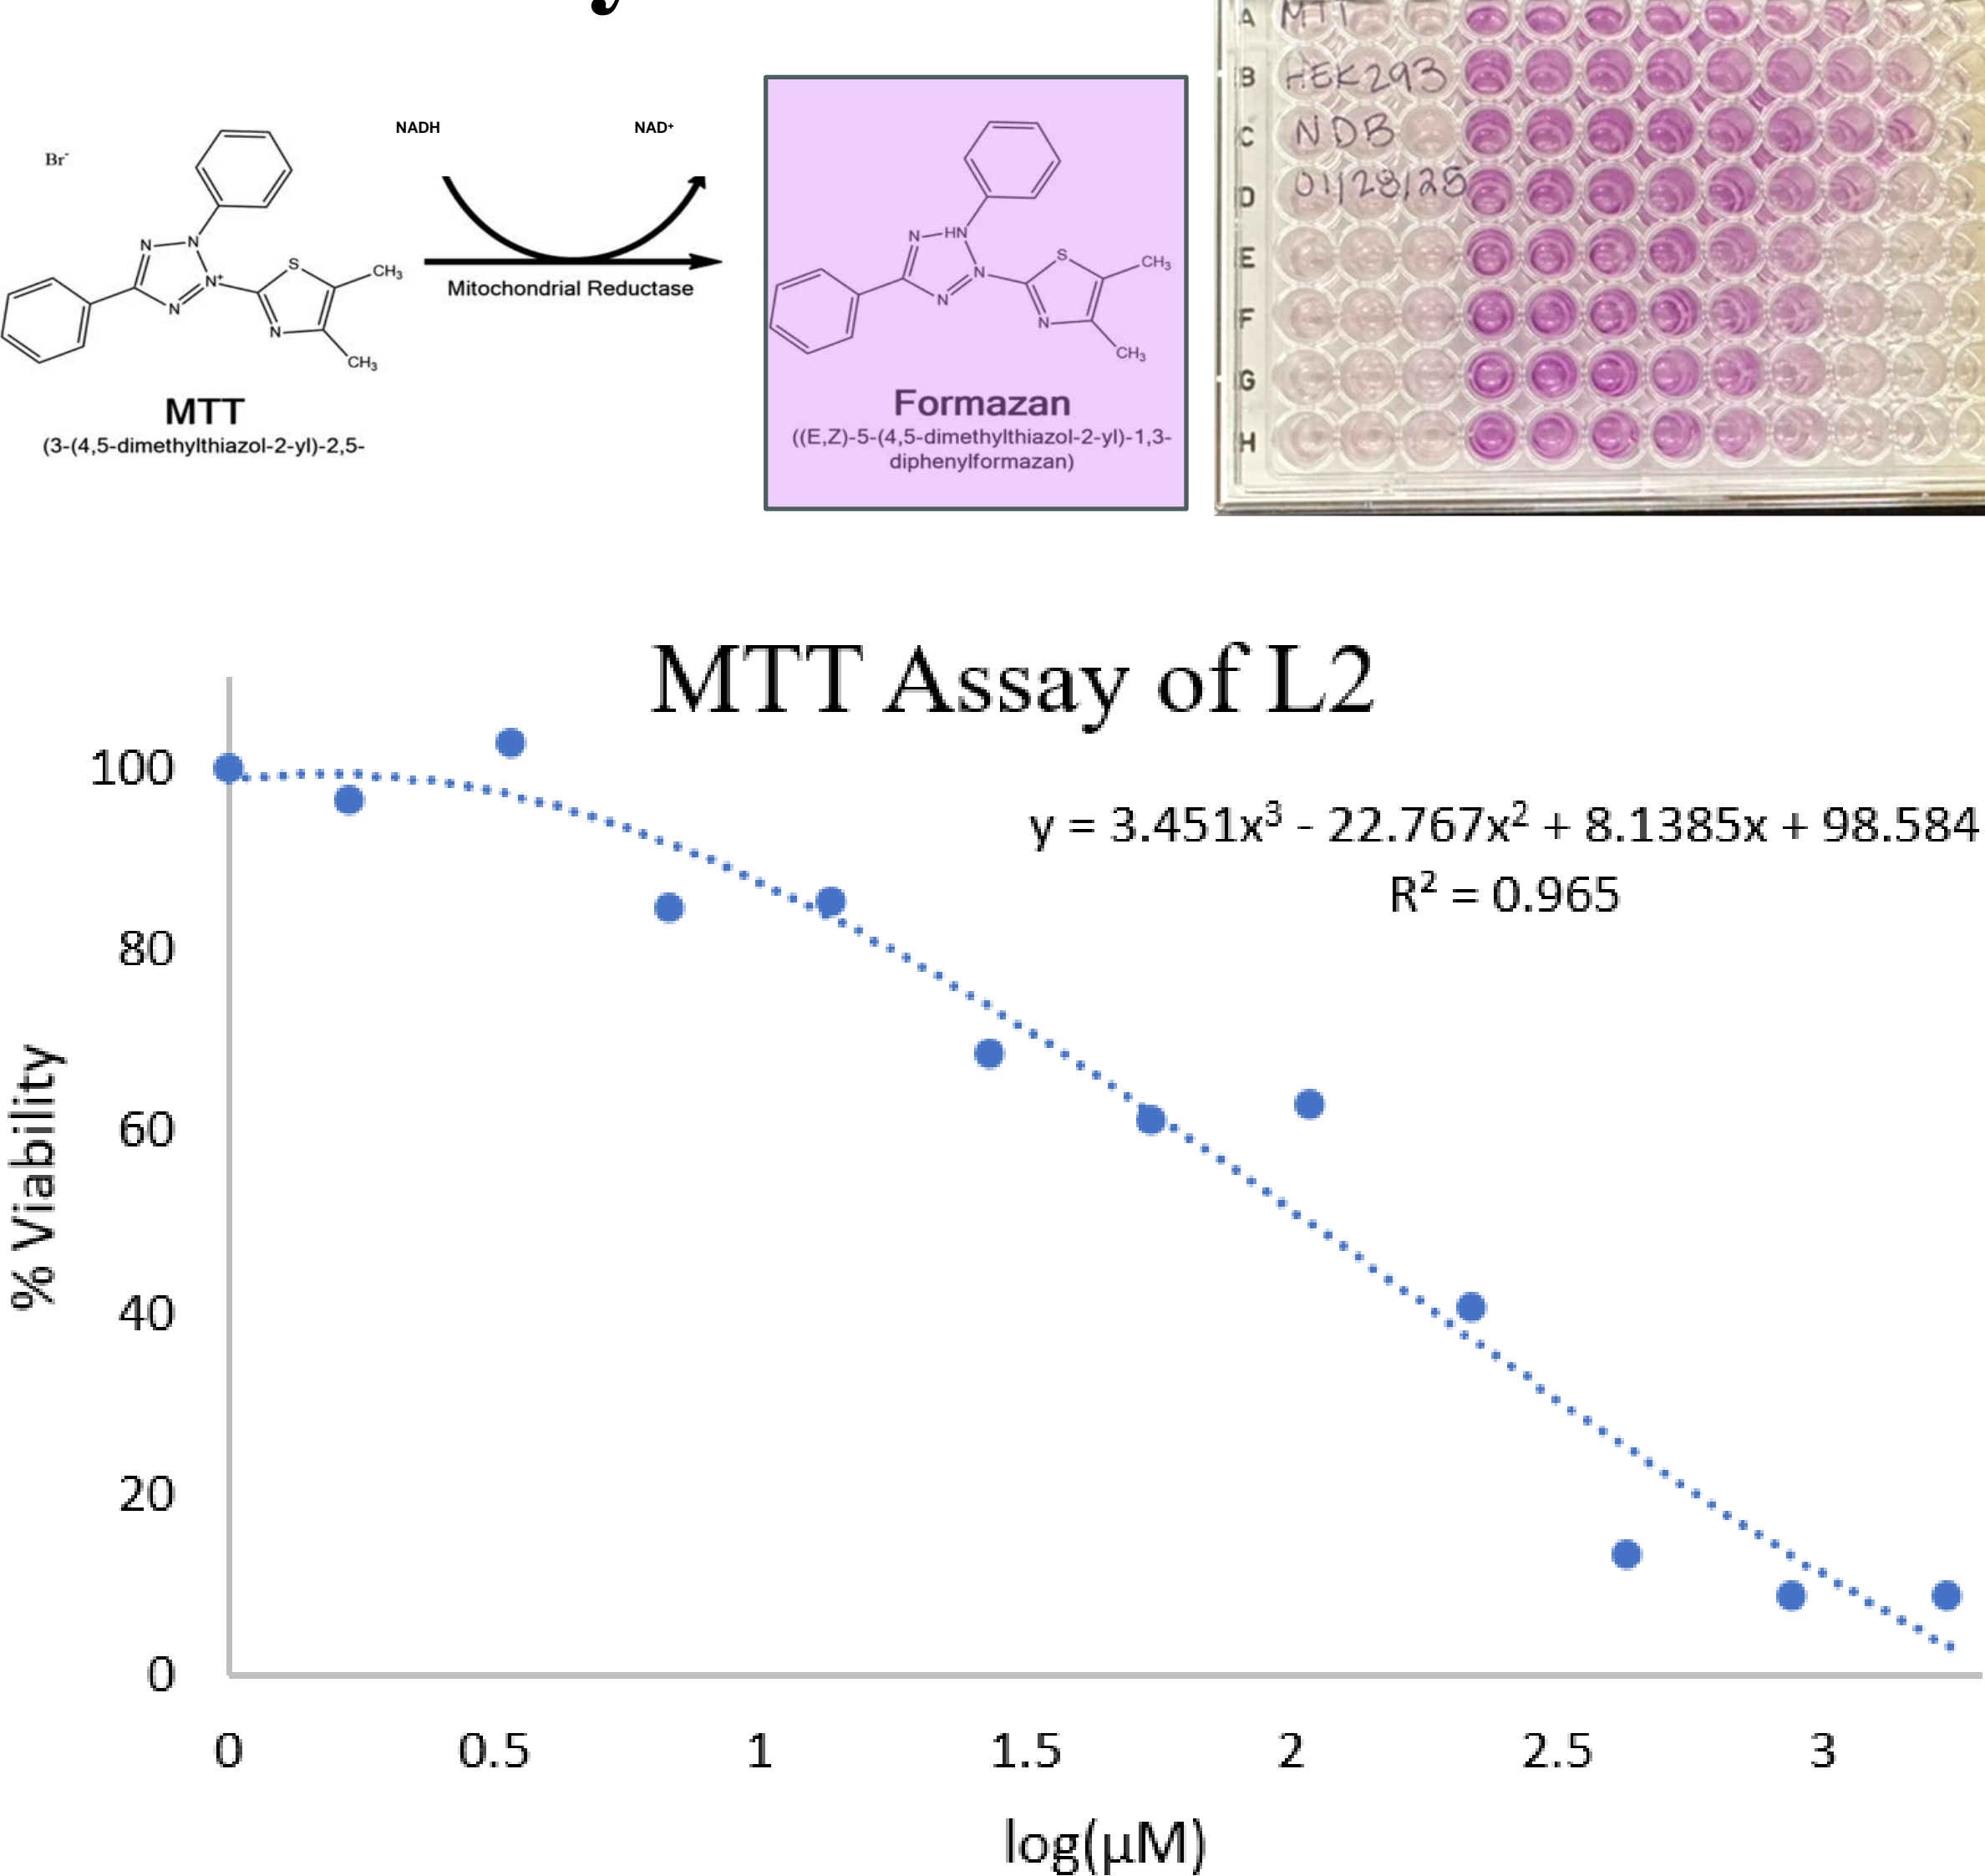 Br⁻
NADH
NAD⁺
Mitochondrial Reductase
N
N
N
N⁺
S
N
CH₃
CH₃
MTT
(3-(4,5-dimethylthiazol-2-yl)-2,5-
N
HN
N
N
S
N
CH₃
CH₃
Formazan
((E,Z)-5-(4,5-dimethylthiazol-2-yl)-1,3-
diphenylformazan)
A MTT
B HEK293
C NDB
D 01/28/25
E
F
G
H
MTT Assay of L2
y = 3.451x³ - 22.767x² + 8.1385x + 98.584
R² = 0.965
% Viability
100
80
60
40
20
0
0 0.5 1 1.5 2 2.5 3
log(μM)